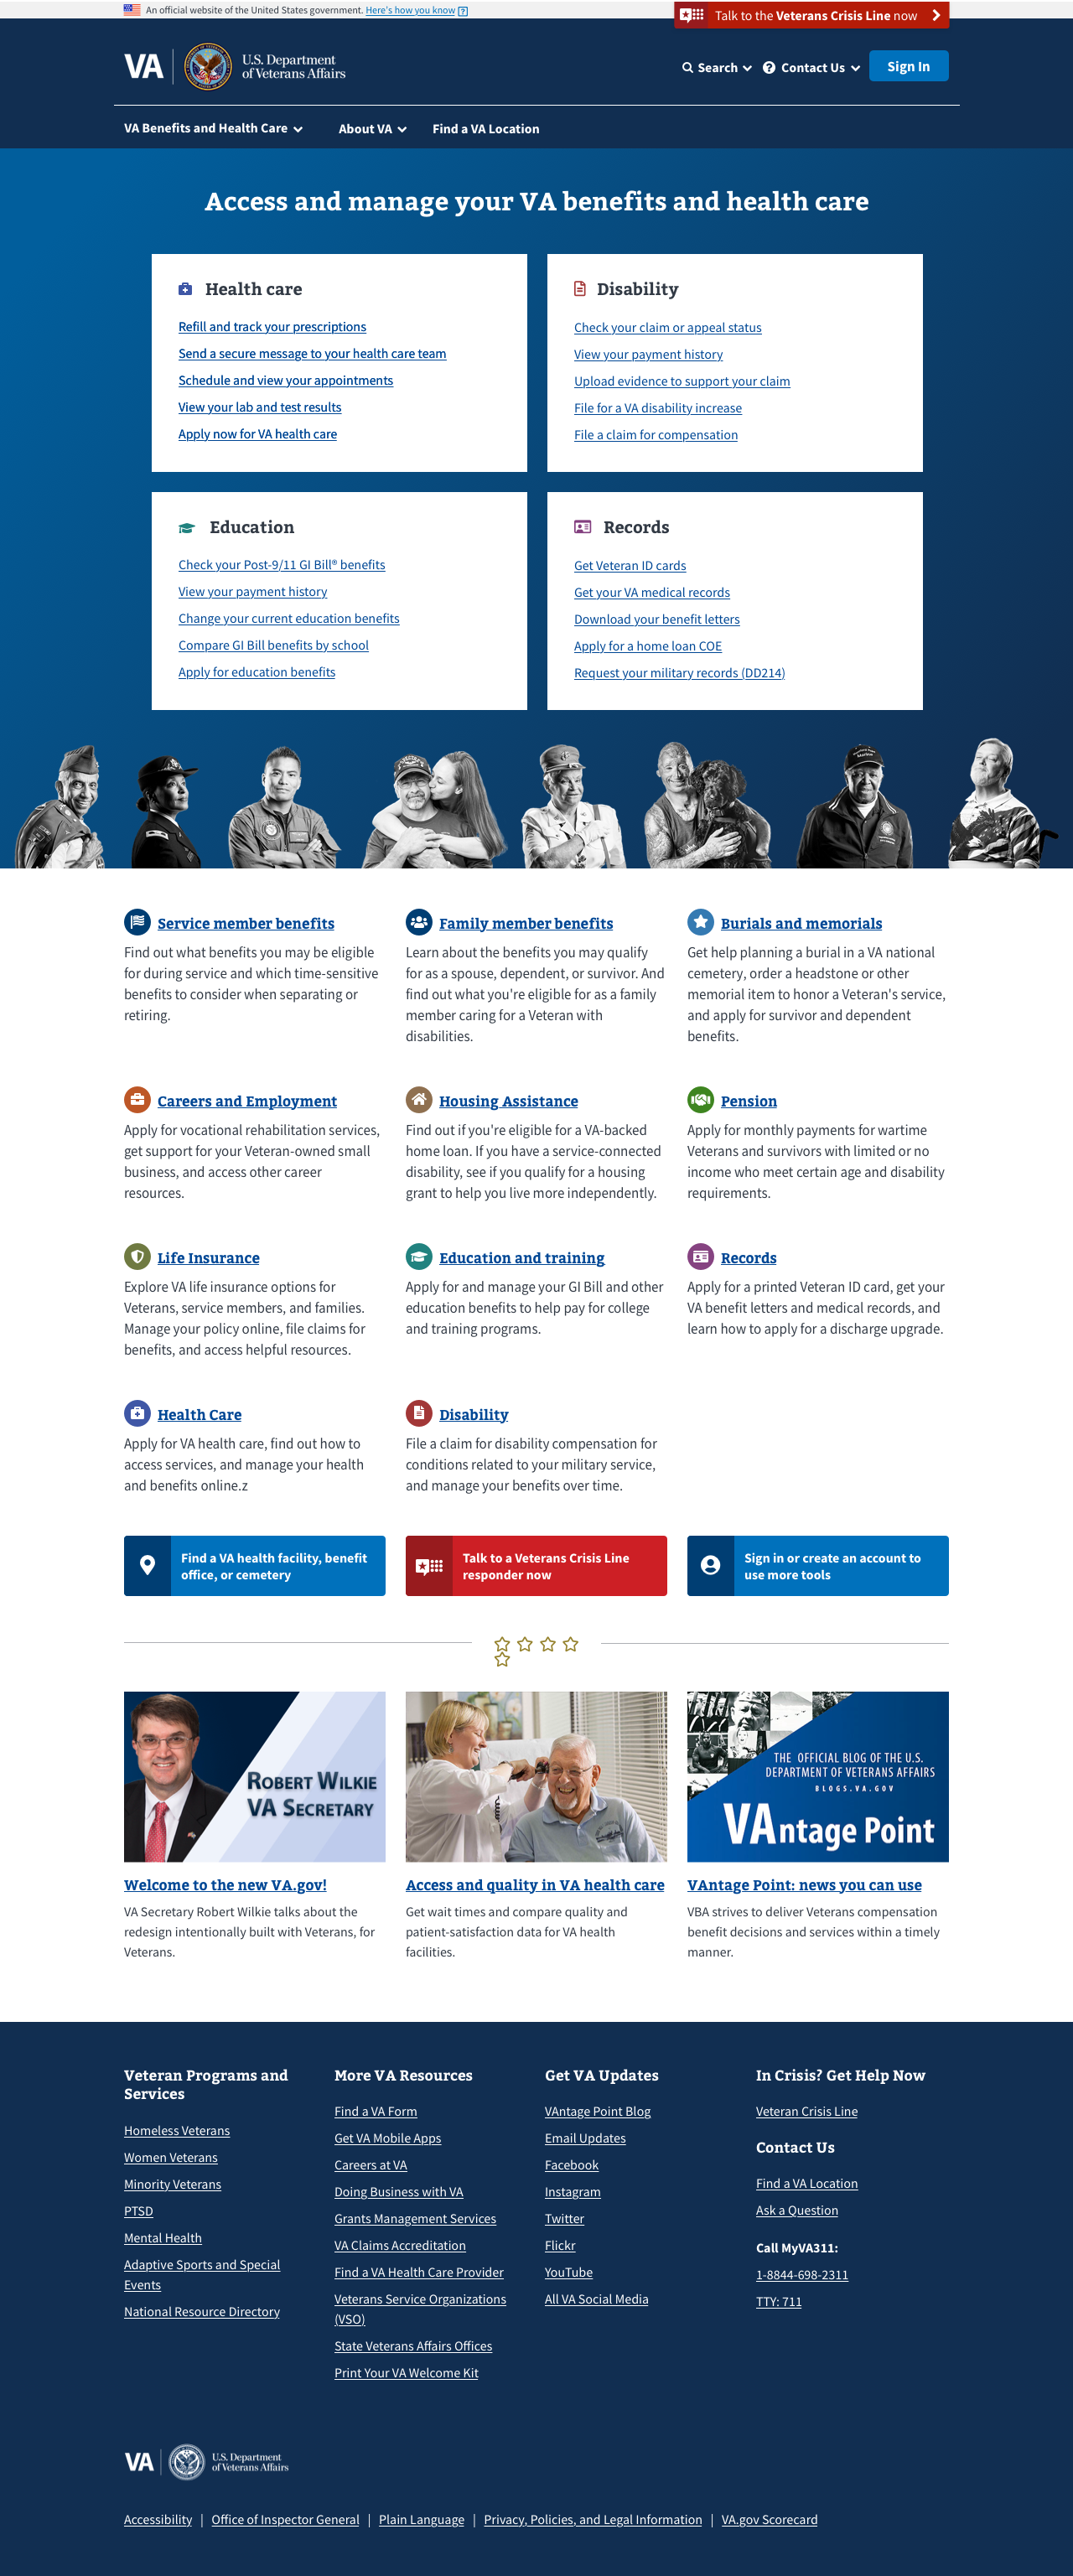 An official website of the United States government. Here's how you know
Talk to the Veterans Crisis Line now
VA
U.S. Department
of Veterans Affairs
Search
Contact Us
Sign In
VA Benefits and Health Care
About VA
Find a VA Location
Access and manage your VA benefits and health care
Health care
Refill and track your prescriptions
Send a secure message to your health care team
Schedule and view your appointments
View your lab and test results
Apply now for VA health care
Disability
Check your claim or appeal status
View your payment history
Upload evidence to support your claim
File for a VA disability increase
File a claim for compensation
Education
Check your Post-9/11 GI Bill® benefits
View your payment history
Change your current education benefits
Compare GI Bill benefits by school
Apply for education benefits
Records
Get Veteran ID cards
Get your VA medical records
Download your benefit letters
Apply for a home loan COE
Request your military records (DD214)
Service member benefits
Find out what benefits you may be eligible
for during service and which time-sensitive
benefits to consider when separating or
retiring.
Family member benefits
Learn about the benefits you may qualify
for as a spouse, dependent, or survivor. And
find out what you're eligible for as a family
member caring for a Veteran with
disabilities.
Burials and memorials
Get help planning a burial in a VA national
cemetery, order a headstone or other
memorial item to honor a Veteran's service,
and apply for survivor and dependent
benefits.
Careers and Employment
Apply for vocational rehabilitation services,
get support for your Veteran-owned small
business, and access other career
resources.
Housing Assistance
Find out if you're eligible for a VA-backed
home loan. If you have a service-connected
disability, see if you qualify for a housing
grant to help you live more independently.
Pension
Apply for monthly payments for wartime
Veterans and survivors with limited or no
income who meet certain age and disability
requirements.
Life Insurance
Explore VA life insurance options for
Veterans, service members, and families.
Manage your policy online, file claims for
benefits, and access helpful resources.
Education and training
Apply for and manage your GI Bill and other
education benefits to help pay for college
and training programs.
Records
Apply for a printed Veteran ID card, get your
VA benefit letters and medical records, and
learn how to apply for a discharge upgrade.
Health Care
Apply for VA health care, find out how to
access services, and manage your health
and benefits online.z
Disability
File a claim for disability compensation for
conditions related to your military service,
and manage your benefits over time.
Find a VA health facility, benefit
office, or cemetery
Talk to a Veterans Crisis Line
responder now
Sign in or create an account to
use more tools
ROBERT WILKIE
VA SECRETARY
THE OFFICIAL BLOG OF THE U.S.
DEPARTMENT OF VETERANS AFFAIRS
BLOGS.VA.GOV
VAntage Point
Welcome to the new VA.gov!
VA Secretary Robert Wilkie talks about the
redesign intentionally built with Veterans, for
Veterans.
Access and quality in VA health care
Get wait times and compare quality and
patient-satisfaction data for VA health
facilities.
VAntage Point: news you can use
VBA strives to deliver Veterans compensation
benefit decisions and services within a timely
manner.
Veteran Programs and
Services
Homeless Veterans
Women Veterans
Minority Veterans
PTSD
Mental Health
Adaptive Sports and Special
Events
National Resource Directory
More VA Resources
Find a VA Form
Get VA Mobile Apps
Careers at VA
Doing Business with VA
Grants Management Services
VA Claims Accreditation
Find a VA Health Care Provider
Veterans Service Organizations
(VSO)
State Veterans Affairs Offices
Print Your VA Welcome Kit
Get VA Updates
VAntage Point Blog
Email Updates
Facebook
Instagram
Twitter
Flickr
YouTube
All VA Social Media
In Crisis? Get Help Now
Veteran Crisis Line
Contact Us
Find a VA Location
Ask a Question
Call MyVA311:
1-8844-698-2311
TTY: 711
VA
U.S. Department
of Veterans Affairs
Accessibility | Office of Inspector General | Plain Language | Privacy, Policies, and Legal Information | VA.gov Scorecard